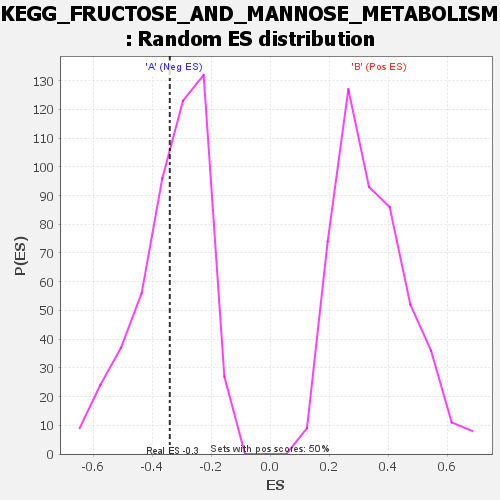 KEGG_FRUCTOSE_AND_MANNOSE_METABOLISM
: Random ES distribution
'A' (Neg ES)
'B' (Pos ES)
130
120
110
100
90
80
70
60
50
40
30
20
10
0
P(ES)
Real ES -0.3
Sets with pos scores: 50%
-0.6
-0.4
-0.2
0.0
0.2
0.4
0.6
ES